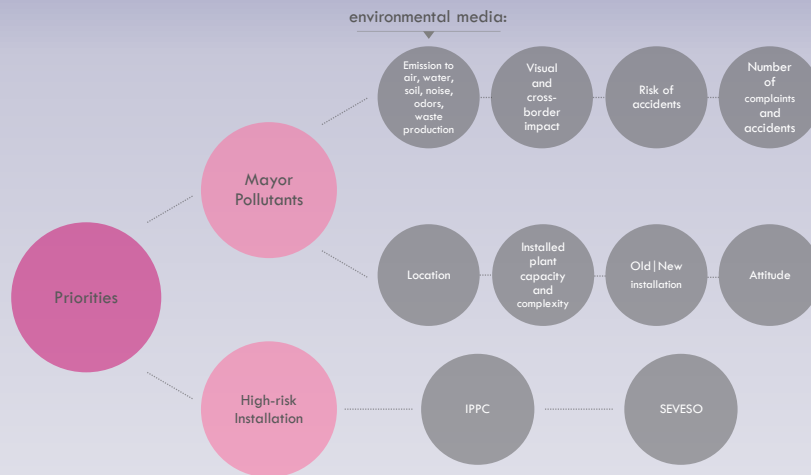 environmental media:
Emission to
air, water,
soil, noise,
odors,
waste
production
Visual
and
cross-
border
impact
Risk of
accidents
Number
of
complaints
and
accidents
Mayor
Pollutants
Location
Installed
plant
capacity
and
complexity
Old|New
installation
Attitude
Priorities
High-risk
Installation
IPPC
SEVESO